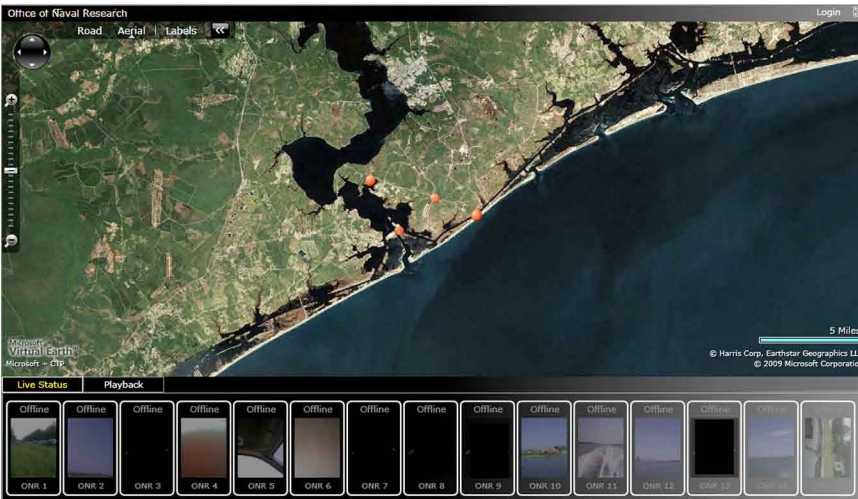 Office of Naval Research
Login
Road Aerial | Labels
5 Miles
Microsoft
Virtual Earth™
Microsoft ~ CTP
© Harris Corp, Earthstar Geographics LL
© 2009 Microsoft Corporatio
Live Status Playback
Offline Offline Offline Offline Offline Offline Offline Offline Offline Offline Offline Offline Offline Offline
ONR 1 ONR 2 ONR 3 ONR 4 ONR 5 ONR 6 ONR 7 ONR 8 ONR 9 ONR 10 ONR 11 ONR 12 ONR 13